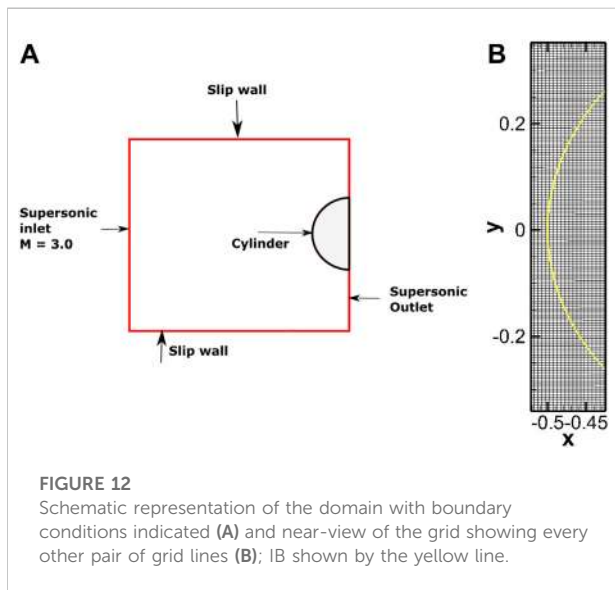 A
B
Slip wall
Supersonic
inlet
M = 3.0
Cylinder
Supersonic
Outlet
Slip wall
y
0.2
0
-0.2
-0.5 -0.45
x
FIGURE 12
Schematic representation of the domain with boundary
conditions indicated (A) and near-view of the grid showing every
other pair of grid lines (B); IB shown by the yellow line.